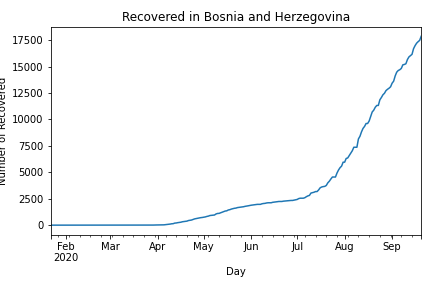 Recovered in Bosnia and Herzegovina
Number of Recovered
17500
15000
12500
10000
7500
5000
2500
0
Feb Mar Apr May Jun Jul Aug Sep
2020
Day